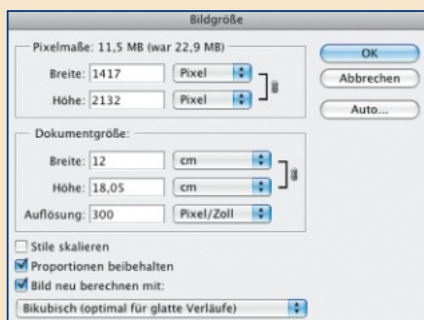 Bildgröße
Pixelmaße: 11,5 MB (war 22,9 MB)
Breite: 1417 Pixel
Höhe: 2132 Pixel
OK
Abbrechen
Auto...
Dokumentgröße:
Breite: 12 cm
Höhe: 18,05 cm
Auflösung: 300 Pixel/Zoll
Stile skalieren
Proportionen beibehalten
Bild neu berechnen mit:
Bikubisch (optimal für glatte Verläufe)